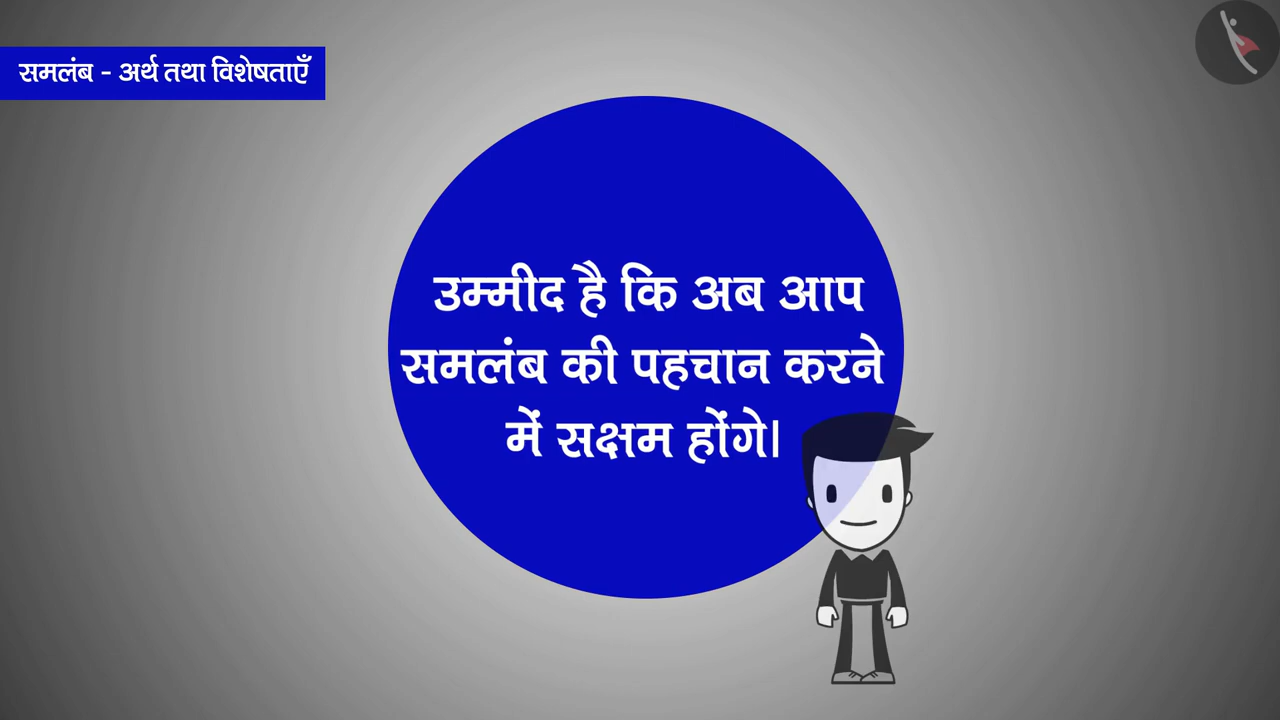 समलंब - अर्थ तथा विशेषताएँ
उम्मीद है कि अब आप
समलंब की पहचान करने
में सक्षम होंगे।